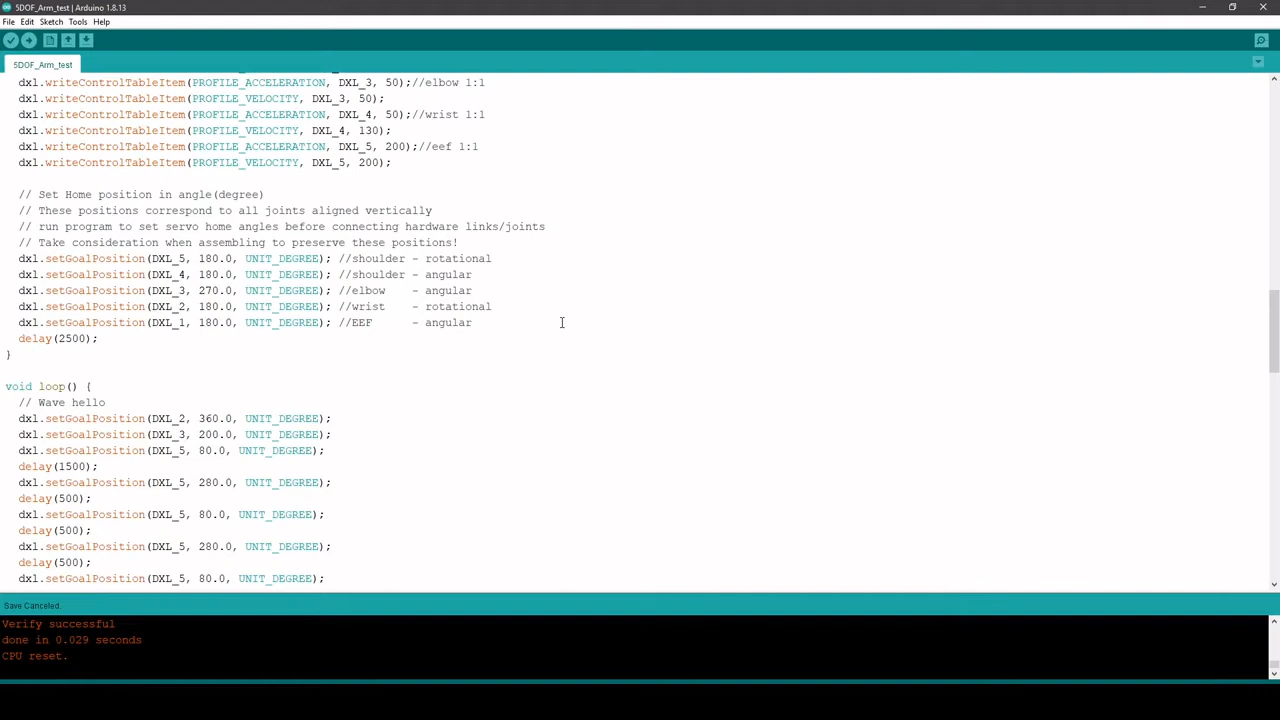 5DOF_Arm_test | Arduino 1.8.13
File Edit Sketch Tools Help
5DOF_Arm_test
dxl.writeControlTableItem(PROFILE_ACCELERATION, DXL_3, 50);//elbow 1:1
dxl.writeControlTableItem(PROFILE_VELOCITY, DXL_3, 50);
dxl.writeControlTableItem(PROFILE_ACCELERATION, DXL_4, 50);//wrist 1:1
dxl.writeControlTableItem(PROFILE_VELOCITY, DXL_4, 130);
dxl.writeControlTableItem(PROFILE_ACCELERATION, DXL_5, 200);//eef 1:1
dxl.writeControlTableItem(PROFILE_VELOCITY, DXL_5, 200);
// Set Home position in angle(degree)
// These positions correspond to all joints aligned vertically
// run program to set servo home angles before connecting hardware links/joints
// Take consideration when assembling to preserve these positions!
dxl.setGoalPosition(DXL_5, 180.0, UNIT_DEGREE); //shoulder - rotational
dxl.setGoalPosition(DXL_4, 180.0, UNIT_DEGREE); //shoulder - angular
dxl.setGoalPosition(DXL_3, 270.0, UNIT_DEGREE); //elbow    - angular
dxl.setGoalPosition(DXL_2, 180.0, UNIT_DEGREE); //wrist    - rotational
dxl.setGoalPosition(DXL_1, 180.0, UNIT_DEGREE); //EEF      - angular
delay(2500);
}
void loop() {
// Wave hello
dxl.setGoalPosition(DXL_2, 360.0, UNIT_DEGREE);
dxl.setGoalPosition(DXL_3, 200.0, UNIT_DEGREE);
dxl.setGoalPosition(DXL_5, 80.0, UNIT_DEGREE);
delay(1500);
dxl.setGoalPosition(DXL_5, 280.0, UNIT_DEGREE);
delay(500);
dxl.setGoalPosition(DXL_5, 80.0, UNIT_DEGREE);
delay(500);
dxl.setGoalPosition(DXL_5, 280.0, UNIT_DEGREE);
delay(500);
dxl.setGoalPosition(DXL_5, 80.0, UNIT_DEGREE);
Save Canceled.
Verify successful
done in 0.029 seconds
CPU reset.